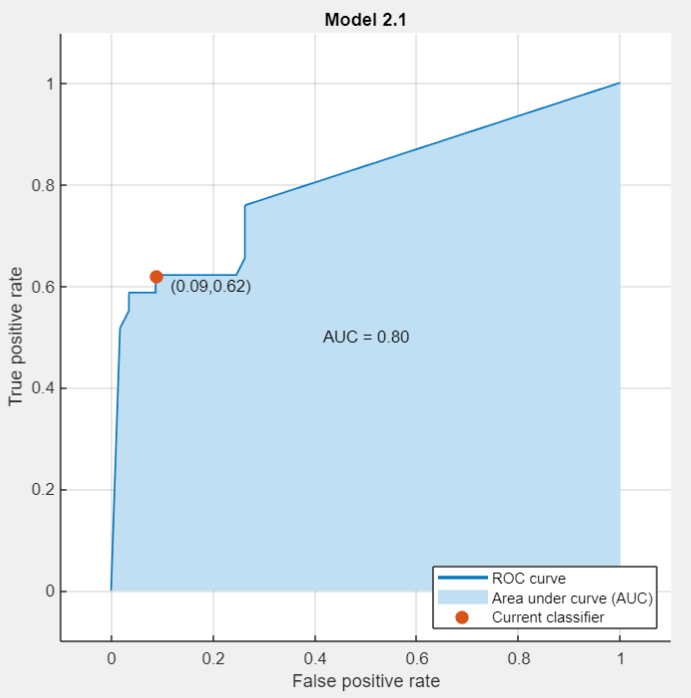 Model 2.1
1
0.8
0.6
0.4
0.2
0
True positive rate
(0.09,0.62)
AUC = 0.80
ROC curve
Area under curve (AUC)
Current classifier
0 0.2 0.4 0.6 0.8 1
False positive rate